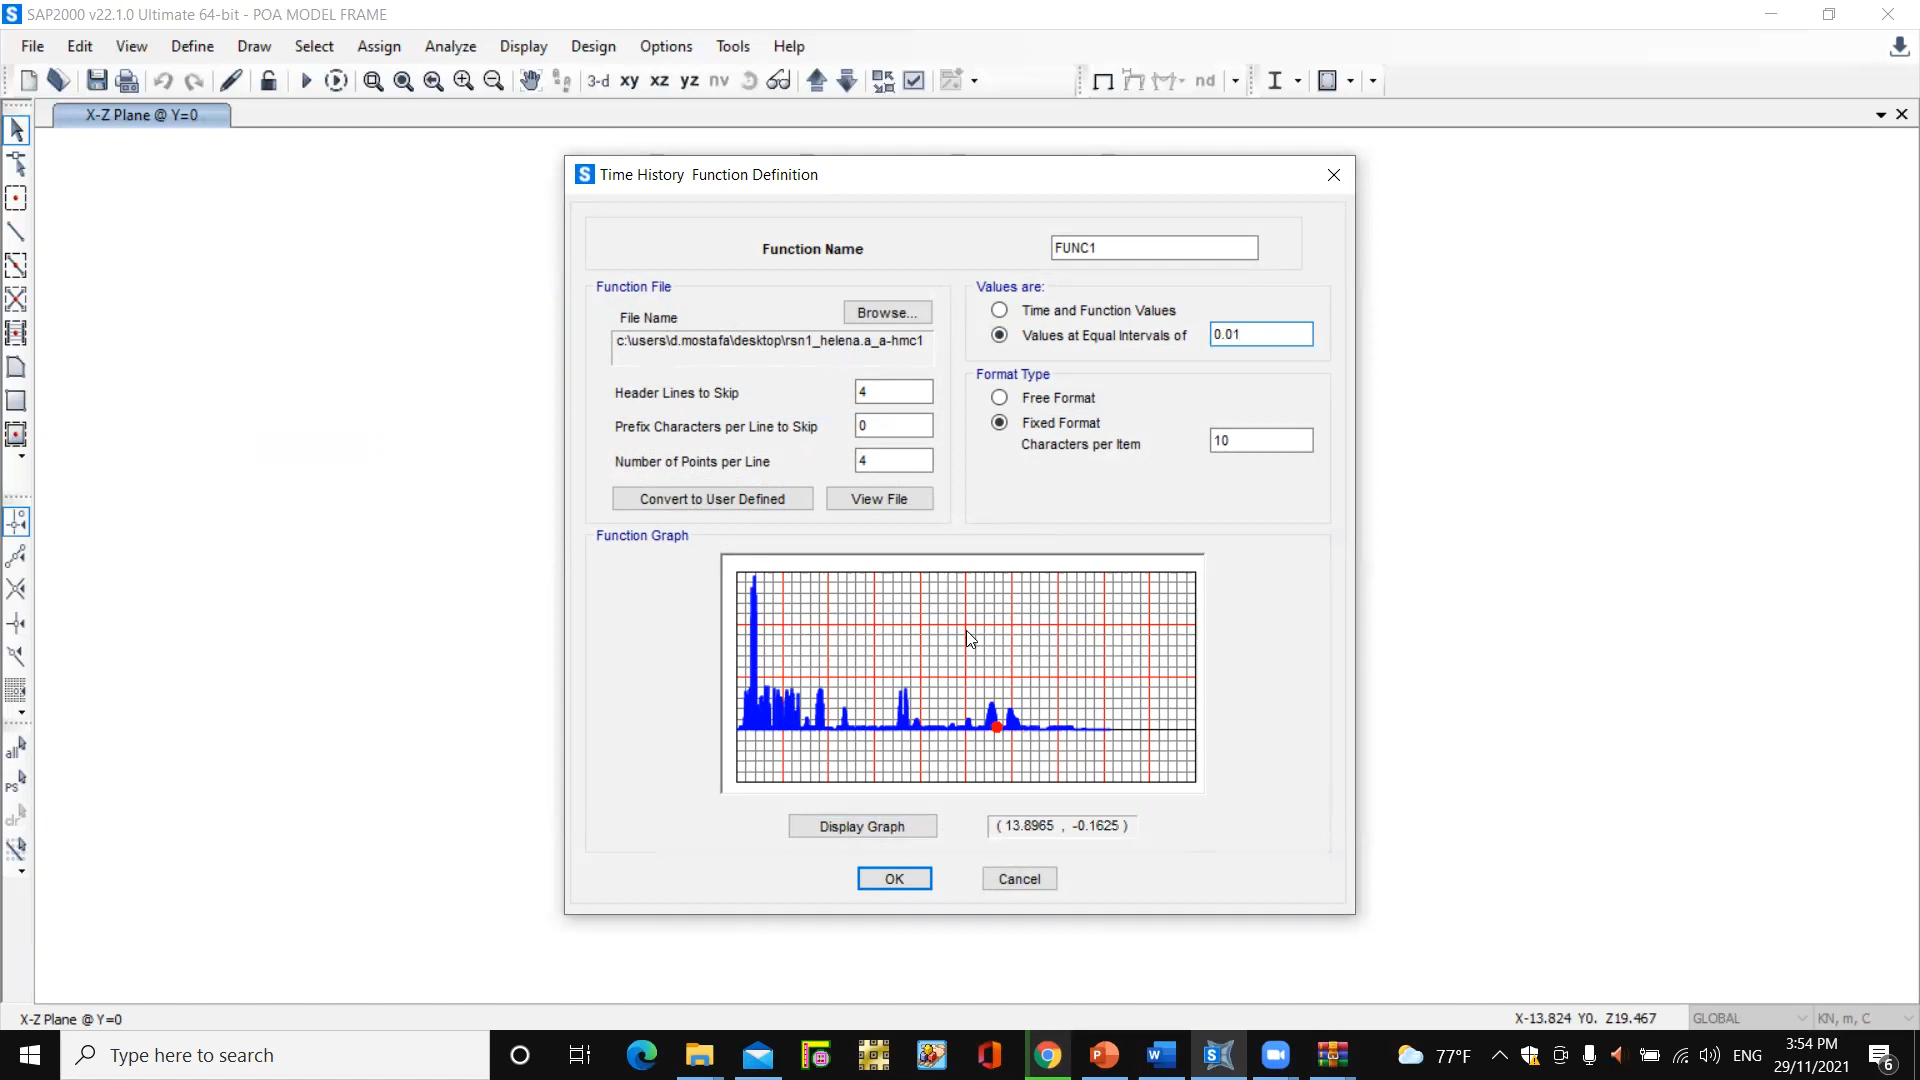 SAP2000 v22.1.0 Ultimate 64-bit - POA MODEL FRAME
File Edit View Define Draw Select Assign Analyze Display Design Options Tools Help
3-d xy xz yz nv nd
X-Z Plane @ Y=0
Time History Function Definition
Function Name FUNC1
Function File
File Name Browse...
c:\users\d.mostafa\desktop\rsn1_helena.a_a-hmc1
Header Lines to Skip 4
Prefix Characters per Line to Skip 0
Number of Points per Line 4
Convert to User Defined View File
Values are:
Time and Function Values
Values at Equal Intervals of 0.01
Format Type
Free Format
Fixed Format
Characters per Item 10
Function Graph
Display Graph ( 13.8965 , -0.1625 )
OK Cancel
all
PS
dr
X-Z Plane @ Y=0 X-13.824 Y0. Z19.467 GLOBAL KN, m, C
Type here to search 77°F ENG 3:54 PM
29/11/2021 6